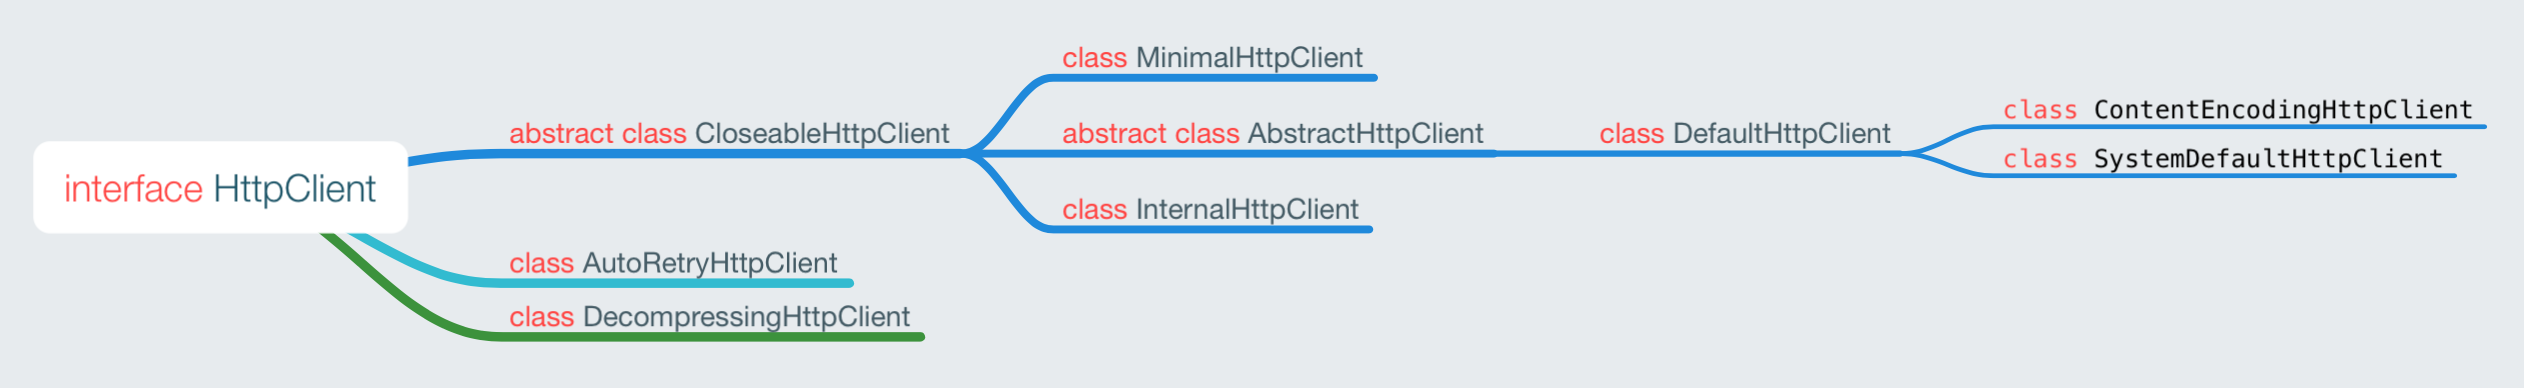 interface HttpClient
abstract class CloseableHttpClient
class MinimalHttpClient
abstract class AbstractHttpClient
class DefaultHttpClient
class ContentEncodingHttpClient
class SystemDefaultHttpClient
class InternalHttpClient
class AutoRetryHttpClient
class DecompressingHttpClient